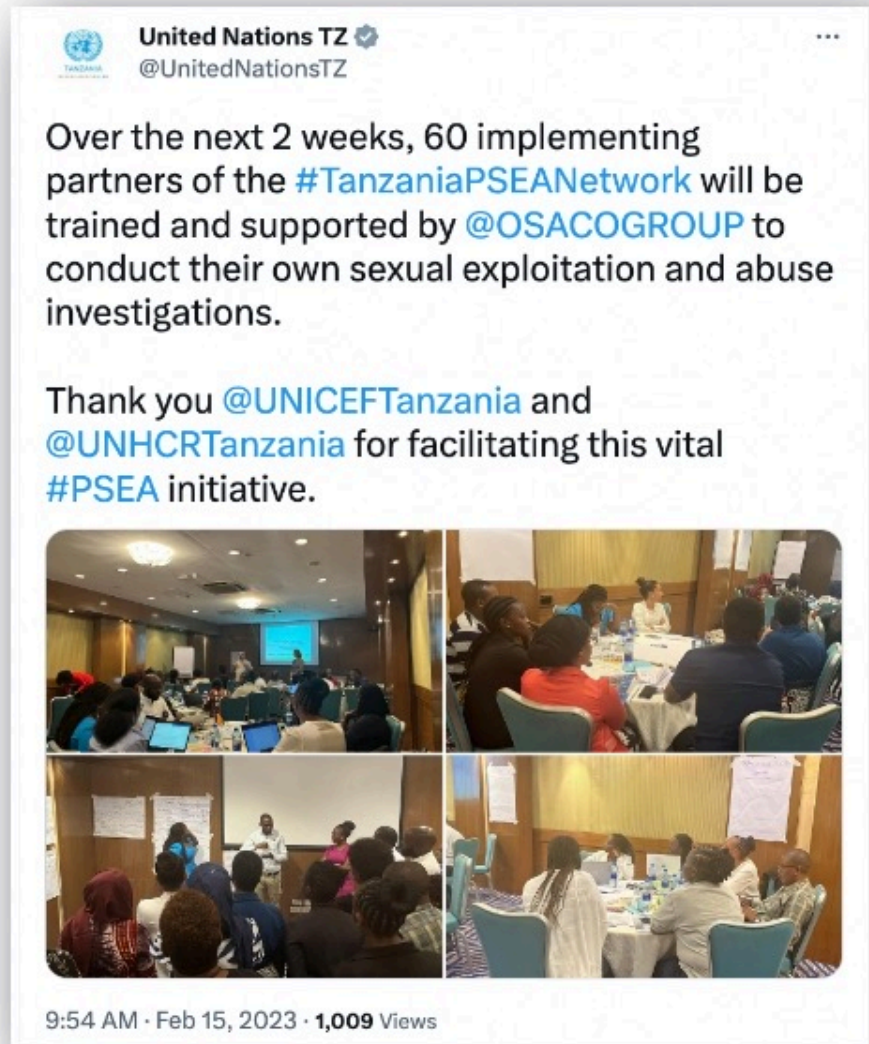 United Nations TZ
@UnitedNationsTZ
TANZANIA
Over the next 2 weeks, 60 implementing
partners of the #TanzaniaPSEANetwork will be
trained and supported by @OSACOGROUP to
conduct their own sexual exploitation and abuse
investigations.
Thank you @UNICEFTanzania and
@UNHCRTanzania for facilitating this vital
#PSEA initiative.
9:54 AM · Feb 15, 2023 · 1,009 Views